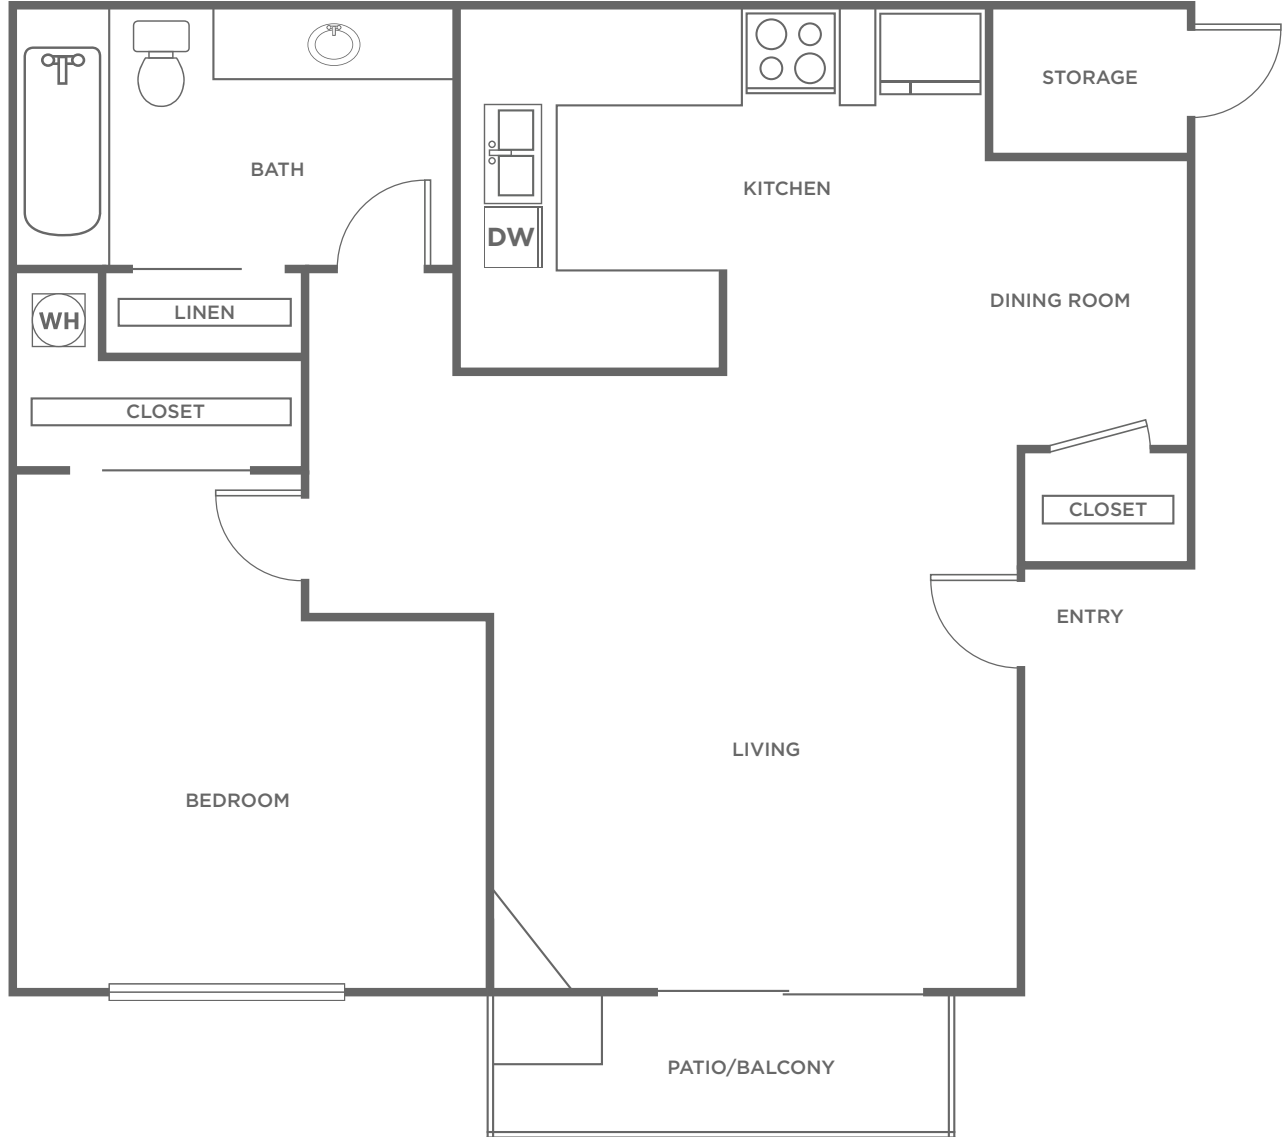 STORAGE
BATH
KITCHEN
DW
DINING ROOM
LINEN
WH
CLOSET
CLOSET
ENTRY
LIVING
BEDROOM
PATIO/BALCONY